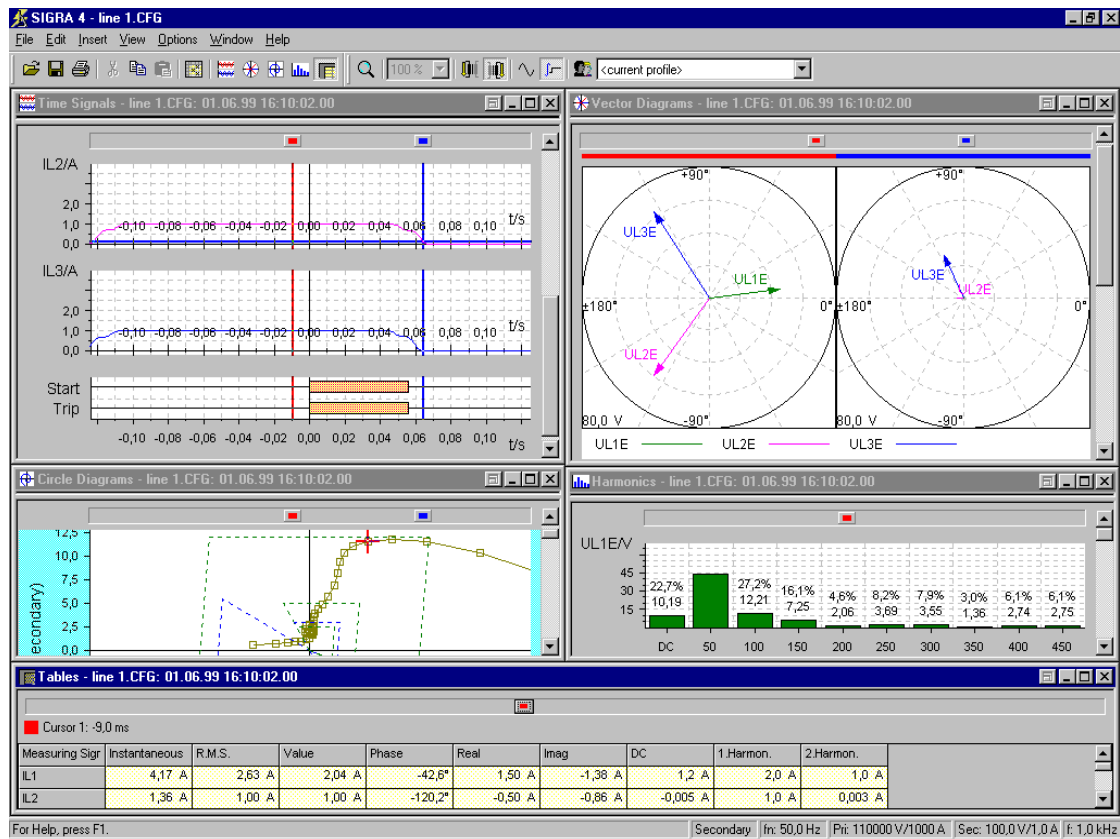 SIGRA 4 - line 1.CFG
File Edit Insert View Options Window Help
100 % <current profile>
Time Signals - line 1.CFG: 01.06.99 16:10:02.00
IL2/A
2,0
1,0
0,0
-0,10 -0,08 -0,06 -0,04 -0,02 0,00 0,02 0,04 0,06 0,08 0,10 t/s
IL3/A
2,0
1,0
0,0
-0,10 -0,08 -0,06 -0,04 -0,02 0,00 0,02 0,04 0,06 0,08 0,10 t/s
Start
Trip
-0,10 -0,08 -0,06 -0,04 -0,02 0,00 0,02 0,04 0,06 0,08 0,10
t/s
Vector Diagrams - line 1.CFG: 01.06.99 16:10:02.00
+90° +90°
UL3E UL1E UL3E UL2E
±180° 0° ±180° 0°
UL2E
80,0 V -90° 80,0 V -90°
UL1E UL2E UL3E
Circle Diagrams - line 1.CFG: 01.06.99 16:10:02.00
12,5
10,0
7,5
5,0
2,5
0,0
econdary)
Harmonics - line 1.CFG: 01.06.99 16:10:02.00
UL1E/V
45
30
15
22,7% 27,2% 16,1% 4,6% 8,2% 7,9% 3,0% 6,1% 6,1%
10,19 12,21 7,25 2,06 3,69 3,55 1,36 2,74 2,75
DC 50 100 150 200 250 300 350 400 450
Tables - line 1.CFG: 01.06.99 16:10:02.00
Cursor 1: -9,0 ms
Measuring Sigr Instantaneous R.M.S. Value Phase Real Imag DC 1.Harmon. 2.Harmon.
IL1 4,17 A 2,63 A 2,04 A -42,6° 1,50 A -1,38 A 1,2 A 2,0 A 1,0 A
IL2 1,36 A 1,00 A 1,00 A -120,2° -0,50 A -0,86 A -0,005 A 1,0 A 0,003 A
For Help, press F1. Secondary fn: 50,0 Hz Pri: 110000 V/1000 A Sec: 100,0 V/1,0 A f: 1,0 kHz